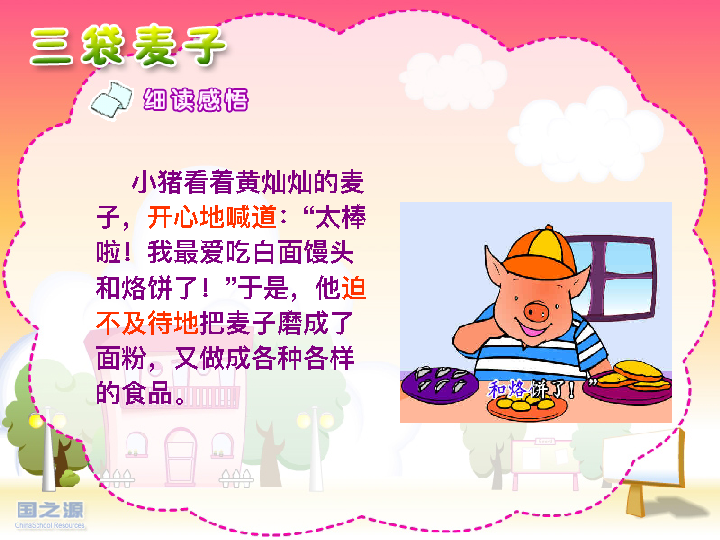 三袋麦子
细读感悟
小猪看着黄灿灿的麦
子，开心地喊道：“太棒
啦！我最爱吃白面馒头
和烙饼了！”于是，他迫
不及待地把麦子磨成了
面粉，又做成各种各样
的食品。
和烙饼了！”
国之源
China School Resources